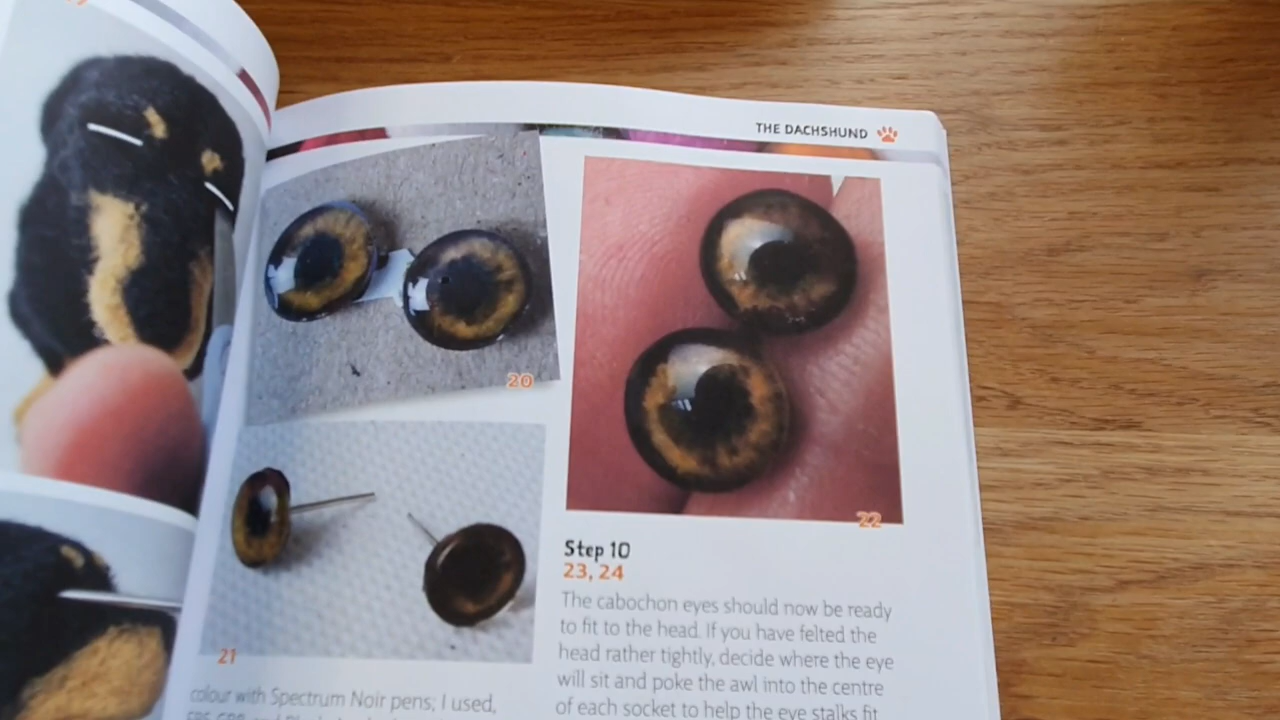 THE DACHSHUND
20
21
22
colour with Spectrum Noir pens; I used,
Step 10
23, 24
The cabochon eyes should now be ready
to fit to the head. If you have felted the
head rather tightly, decide where the eye
will sit and poke the awl into the centre
of each socket to help the eye stalks fit